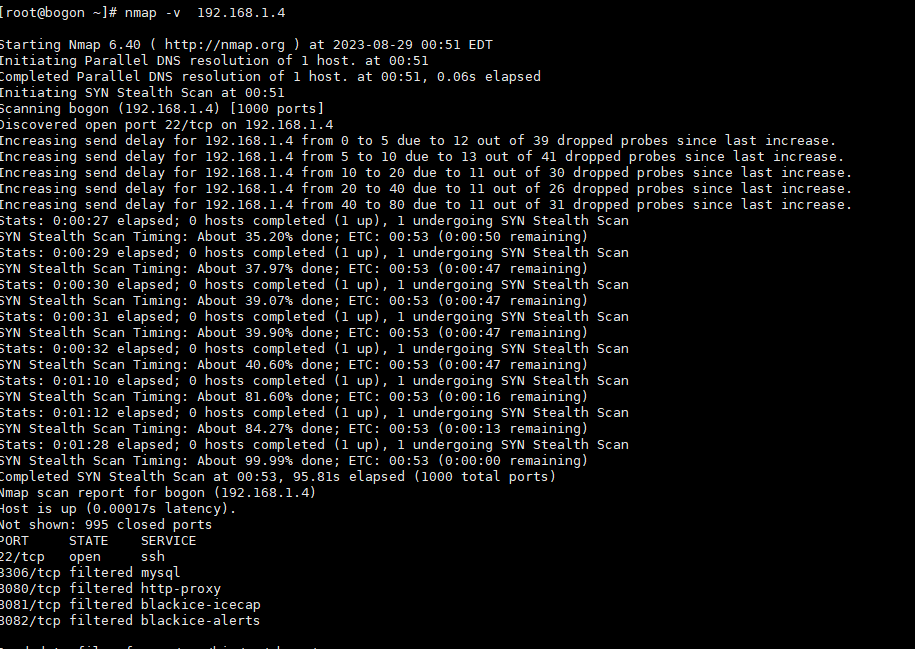 [root@bogon ~]# nmap -v  192.168.1.4
Starting Nmap 6.40 ( http://nmap.org ) at 2023-08-29 00:51 EDT
Initiating Parallel DNS resolution of 1 host. at 00:51
Completed Parallel DNS resolution of 1 host. at 00:51, 0.06s elapsed
Initiating SYN Stealth Scan at 00:51
Scanning bogon (192.168.1.4) [1000 ports]
Discovered open port 22/tcp on 192.168.1.4
Increasing send delay for 192.168.1.4 from 0 to 5 due to 12 out of 39 dropped probes since last increase.
Increasing send delay for 192.168.1.4 from 5 to 10 due to 13 out of 41 dropped probes since last increase.
Increasing send delay for 192.168.1.4 from 10 to 20 due to 11 out of 30 dropped probes since last increase.
Increasing send delay for 192.168.1.4 from 20 to 40 due to 11 out of 26 dropped probes since last increase.
Increasing send delay for 192.168.1.4 from 40 to 80 due to 11 out of 31 dropped probes since last increase.
Stats: 0:00:27 elapsed; 0 hosts completed (1 up), 1 undergoing SYN Stealth Scan
SYN Stealth Scan Timing: About 35.20% done; ETC: 00:53 (0:00:50 remaining)
Stats: 0:00:29 elapsed; 0 hosts completed (1 up), 1 undergoing SYN Stealth Scan
SYN Stealth Scan Timing: About 37.97% done; ETC: 00:53 (0:00:47 remaining)
Stats: 0:00:30 elapsed; 0 hosts completed (1 up), 1 undergoing SYN Stealth Scan
SYN Stealth Scan Timing: About 39.07% done; ETC: 00:53 (0:00:47 remaining)
Stats: 0:00:31 elapsed; 0 hosts completed (1 up), 1 undergoing SYN Stealth Scan
SYN Stealth Scan Timing: About 39.90% done; ETC: 00:53 (0:00:47 remaining)
Stats: 0:00:32 elapsed; 0 hosts completed (1 up), 1 undergoing SYN Stealth Scan
SYN Stealth Scan Timing: About 40.60% done; ETC: 00:53 (0:00:47 remaining)
Stats: 0:01:10 elapsed; 0 hosts completed (1 up), 1 undergoing SYN Stealth Scan
SYN Stealth Scan Timing: About 81.60% done; ETC: 00:53 (0:00:16 remaining)
Stats: 0:01:12 elapsed; 0 hosts completed (1 up), 1 undergoing SYN Stealth Scan
SYN Stealth Scan Timing: About 84.27% done; ETC: 00:53 (0:00:13 remaining)
Stats: 0:01:28 elapsed; 0 hosts completed (1 up), 1 undergoing SYN Stealth Scan
SYN Stealth Scan Timing: About 99.99% done; ETC: 00:53 (0:00:00 remaining)
Completed SYN Stealth Scan at 00:53, 95.81s elapsed (1000 total ports)
Nmap scan report for bogon (192.168.1.4)
Host is up (0.00017s latency).
Not shown: 995 closed ports
PORT     STATE    SERVICE
22/tcp   open     ssh
3306/tcp filtered mysql
8080/tcp filtered http-proxy
8081/tcp filtered blackice-icecap
8082/tcp filtered blackice-alerts